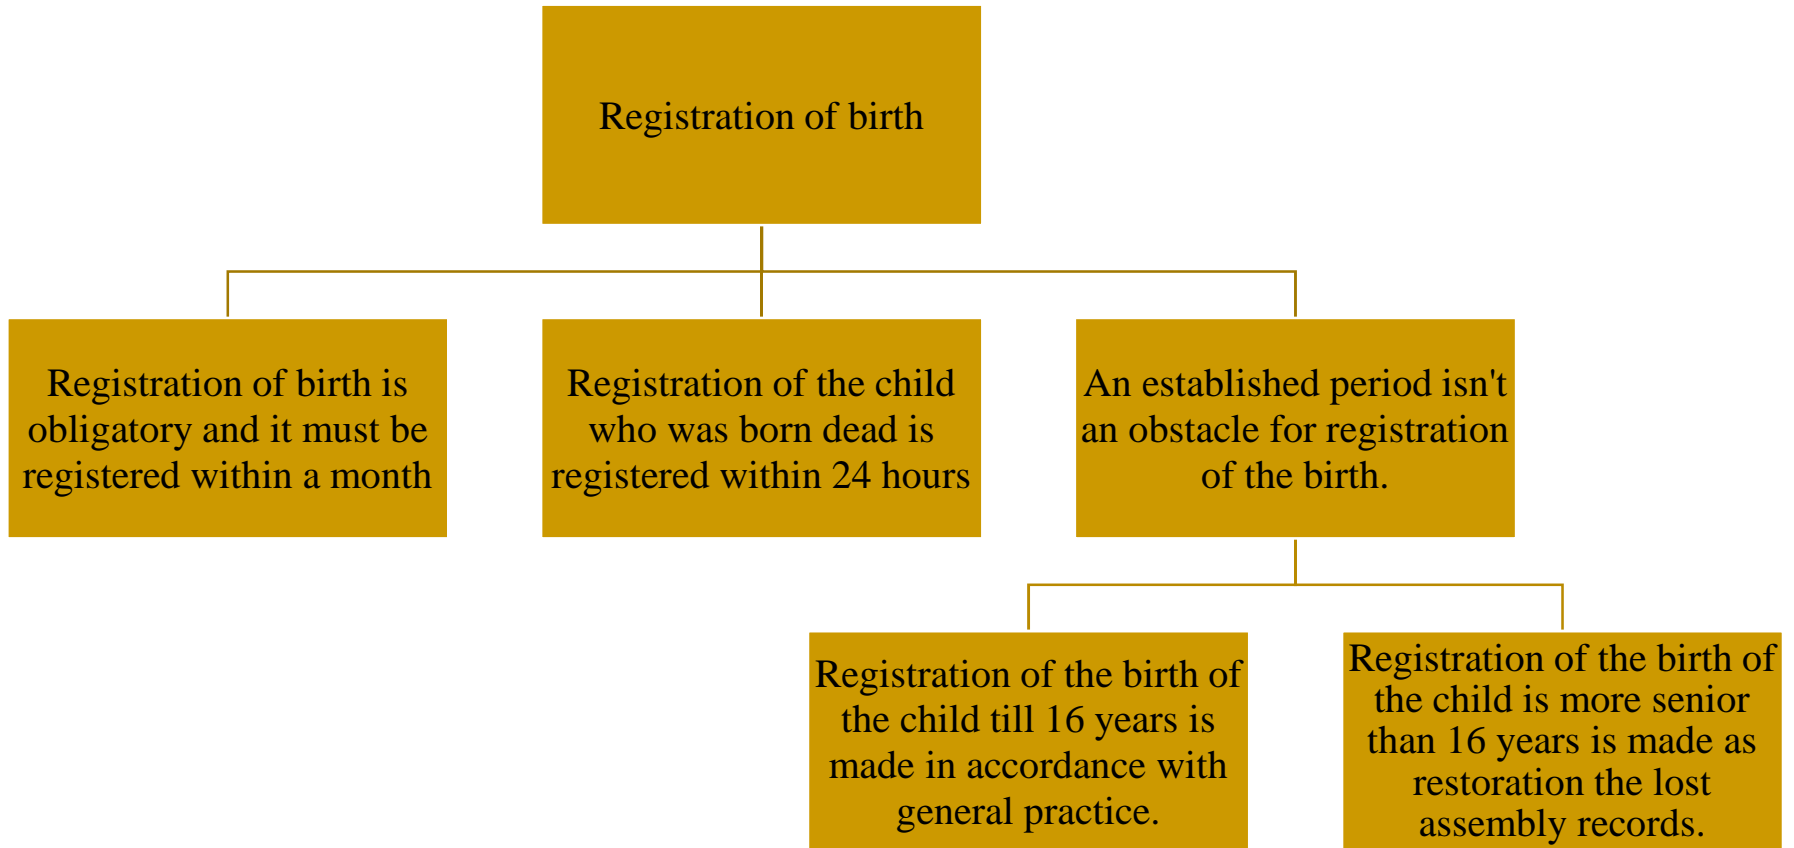 Registration of birth
Registration of birth is
obligatory and it must be
registered within a month
Registration of the child
who was born dead is
registered within 24 hours
An established period isn't
an obstacle for registration
of the birth.
Registration of the birth of
the child till 16 years is
made in accordance with
general practice.
Registration of the birth of
the child is more senior
than 16 years is made as
restoration the lost
assembly records.